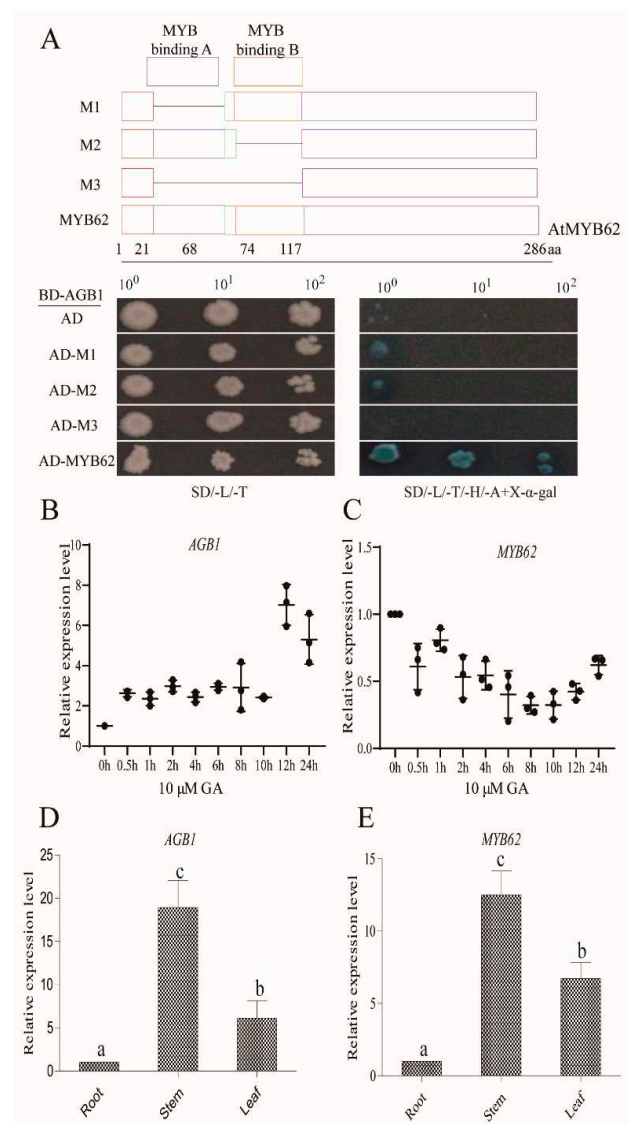 A
MYB
binding A
MYB
binding B
M1
M2
M3
MYB62
AtMYB62
1 21 68 74 117 286aa
10⁰ 10¹ 10² 10⁰ 10¹ 10²
BD-AGB1
AD
AD-M1
AD-M2
AD-M3
AD-MYB62
SD/-L/-T
SD/-L/-T/-H/-A+X-α-gal
B
AGB1
Relative expression level
10
8
6
4
2
0
0h 0.5h 1h 2h 4h 6h 8h 10h 12h 24h
10 μM GA
C
MYB62
Relative expression level
1.5
1.0
0.5
0.0
0h 0.5h 1h 2h 4h 6h 8h 10h 12h 24h
10 μM GA
D
AGB1
Relative expression level
25
20
15
10
5
0
a
c
b
Root Stem Leaf
E
MYB62
Relative expression level
15
10
5
0
a
c
b
Root Stem Leaf